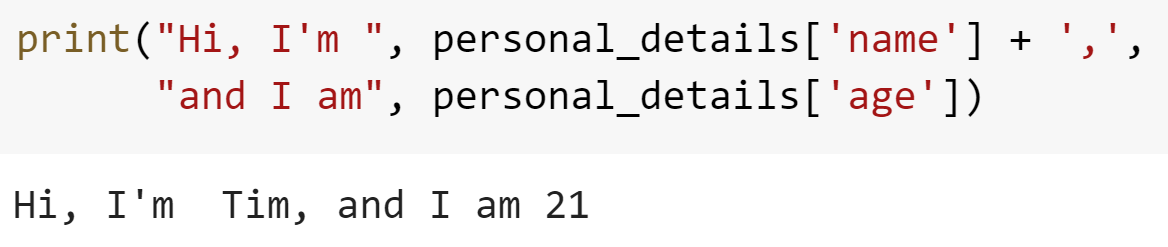 print("Hi, I'm ", personal_details['name'] + ',',
      "and I am", personal_details['age'])
Hi, I'm  Tim, and I am 21